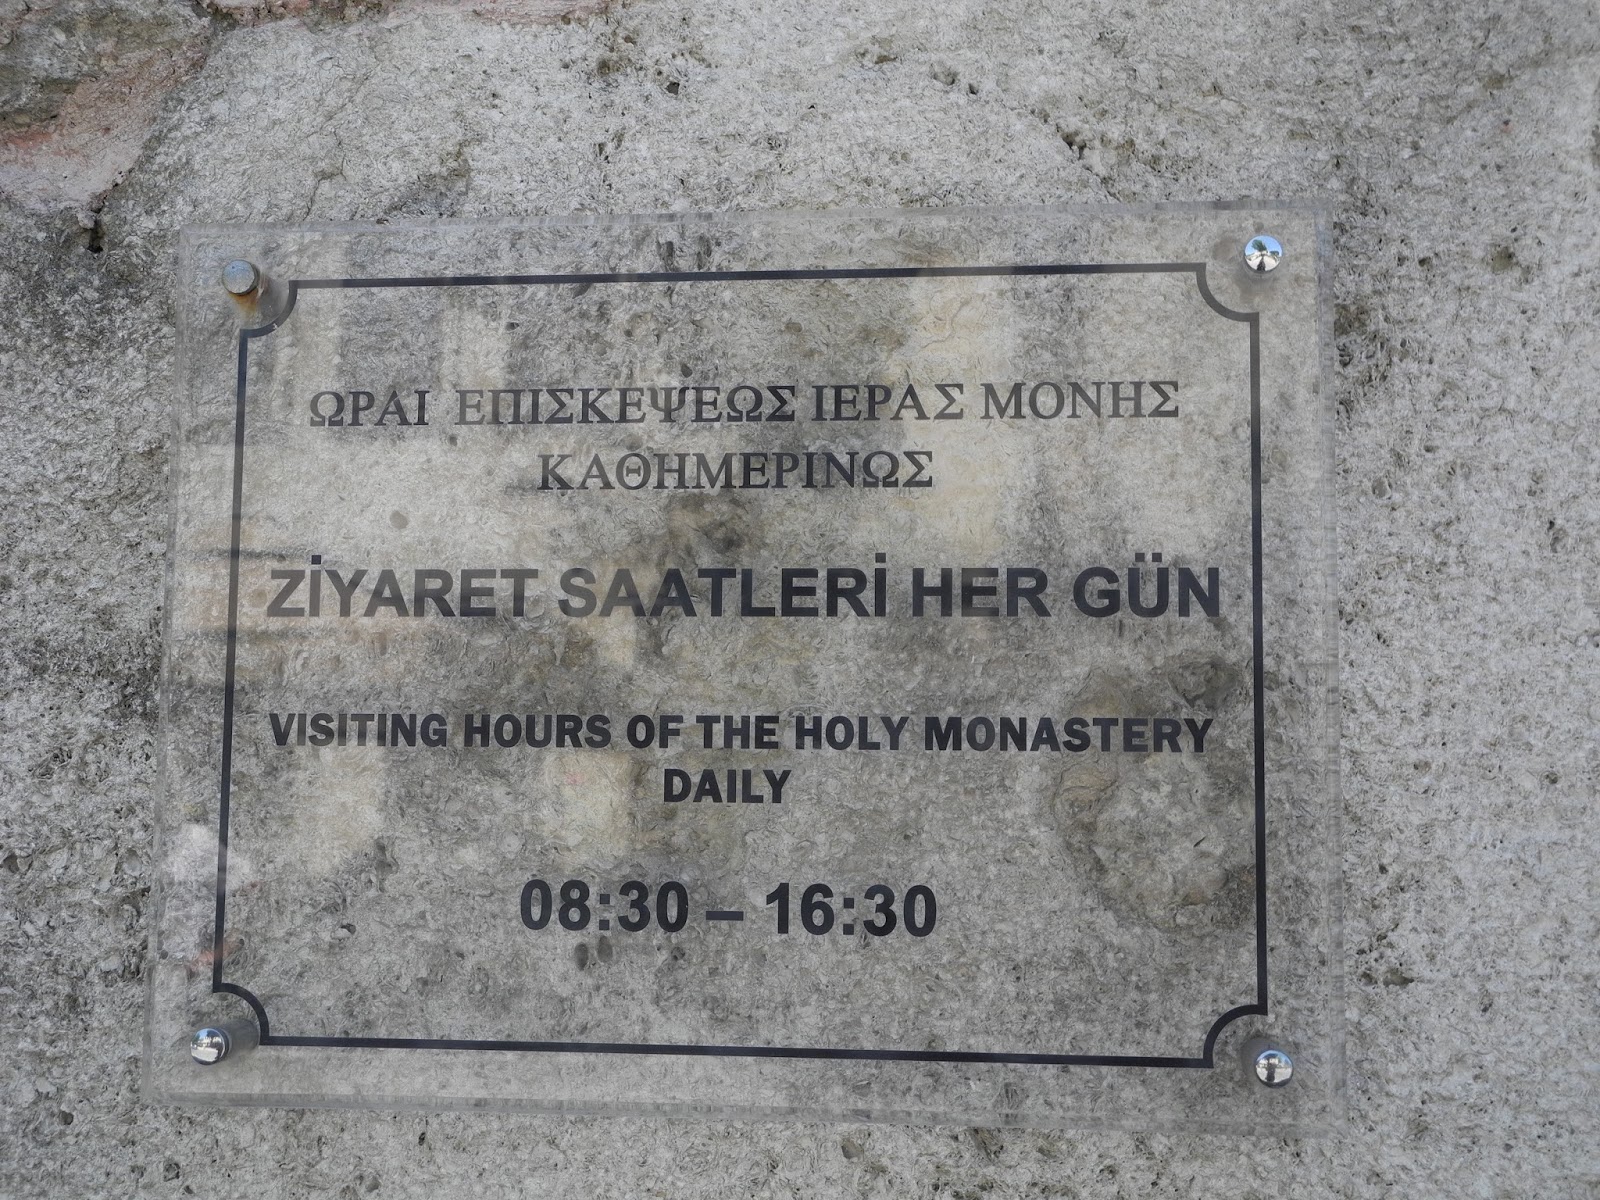 ΩΡΑΙ ΕΠΙΣΚΕΨΕΩΣ ΙΕΡΑΣ ΜΟΝΗΣ
ΚΑΘΗΜΕΡΙΝΩΣ
ZİYARET SAATLERİ HER GÜN
VISITING HOURS OF THE HOLY MONASTERY
DAILY
08:30 – 16:30